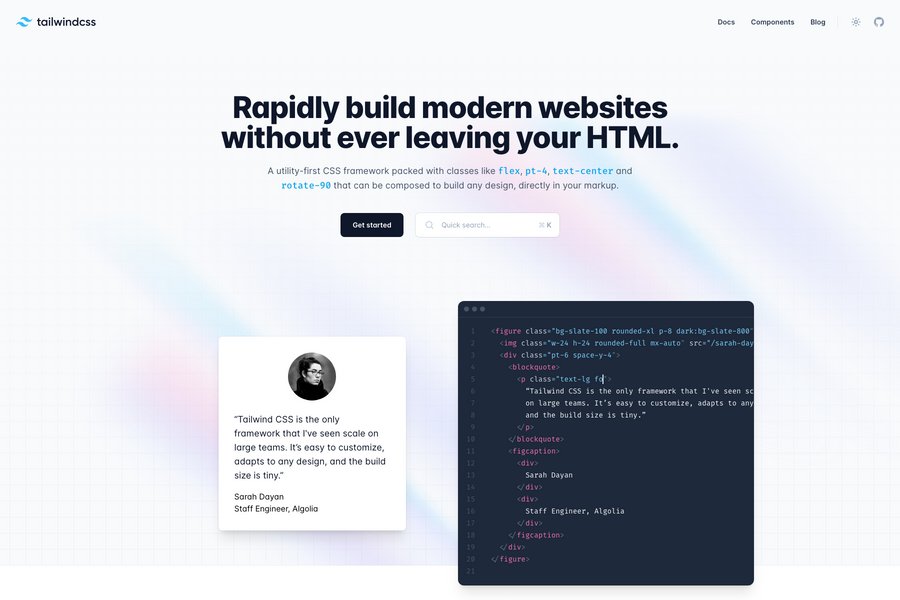 tailwindcss
Docs
Components
Blog
Rapidly build modern websites
without ever leaving your HTML.
A utility-first CSS framework packed with classes like flex, pt-4, text-center and
rotate-90 that can be composed to build any design, directly in your markup.
Get started
Quick search...
⌘ K
“Tailwind CSS is the only
framework that I've seen scale on
large teams. It’s easy to customize,
adapts to any design, and the build
size is tiny.”
Sarah Dayan
Staff Engineer, Algolia
1 <figure class="bg-slate-100 rounded-xl p-8 dark:bg-slate-800"
2 <img class="w-24 h-24 rounded-full mx-auto" src="/sarah-day
3 <div class="pt-6 space-y-4">
4 <blockquote>
5 <p class="text-lg fo">
6 “Tailwind CSS is the only framework that I've seen sc
7 on large teams. It’s easy to customize, adapts to any
8 and the build size is tiny.”
9 </p>
10 </blockquote>
11 <figcaption>
12 <div>
13 Sarah Dayan
14 </div>
15 <div>
16 Staff Engineer, Algolia
17 </div>
18 </figcaption>
19 </div>
20 </figure>
21